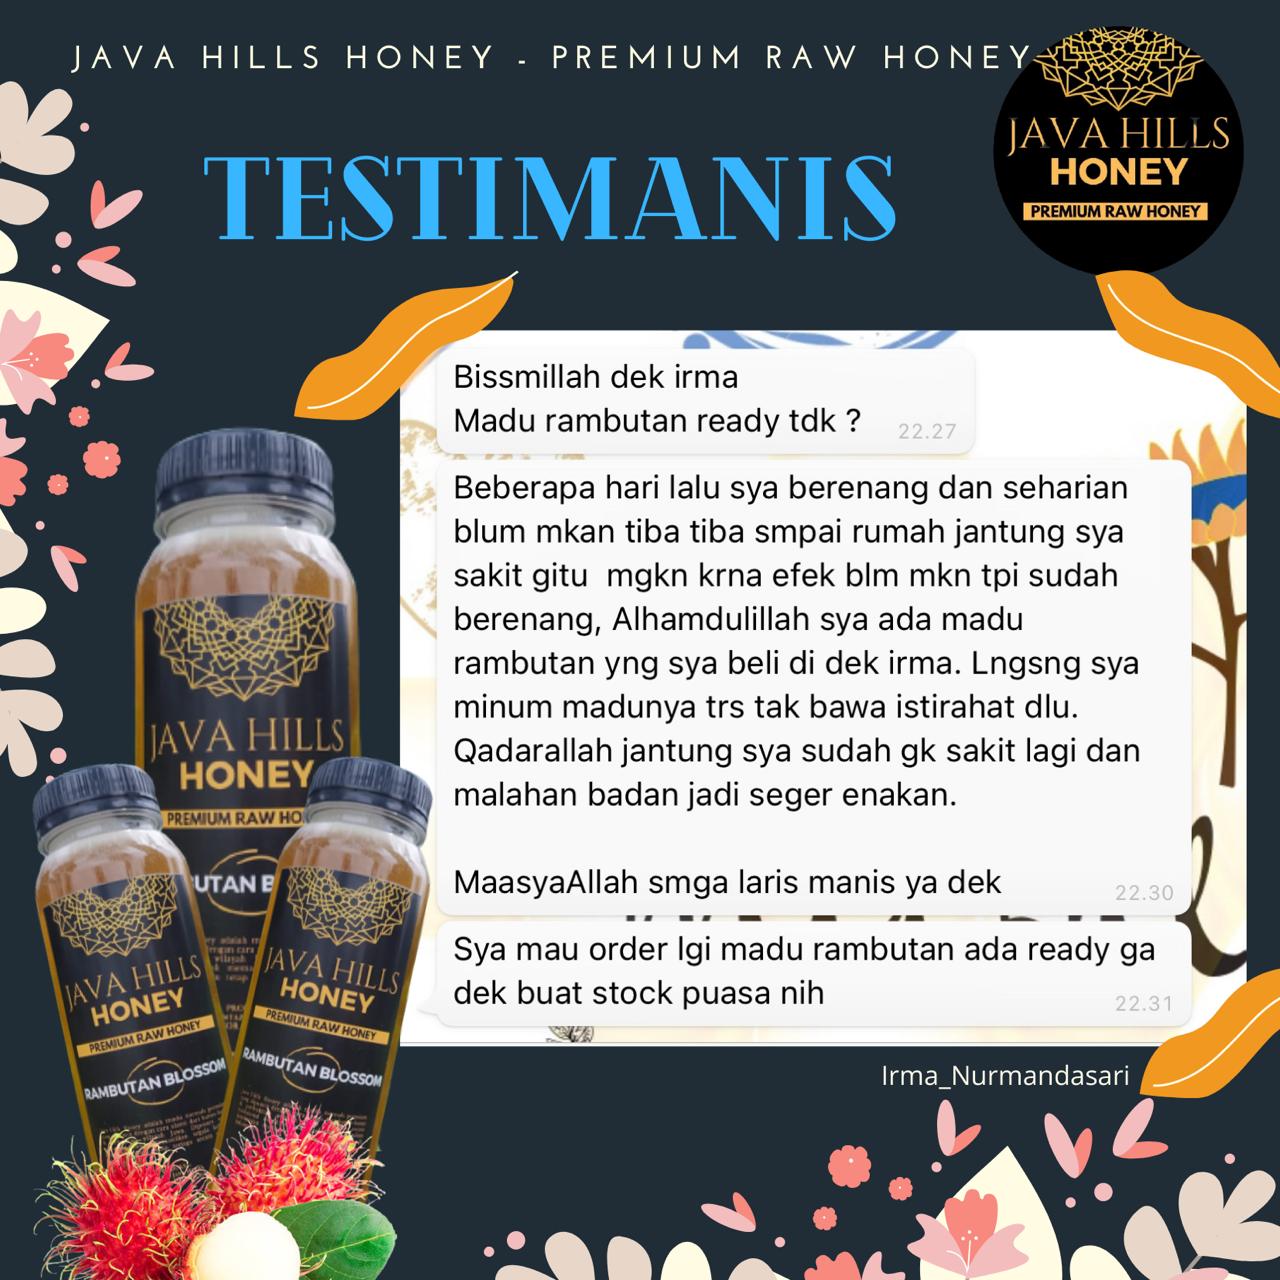 JAVA HILLS HONEY - PREMIUM RAW HONEY
JAVA HILLS
HONEY
PREMIUM RAW HONEY
TESTIMANIS
Bissmillah dek irma
Madu rambutan ready tdk ?
22.27
Beberapa hari lalu sya berenang dan seharian
blum mkan tiba tiba smpai rumah jantung sya
sakit gitu  mgkn krna efek blm mkn tpi sudah
berenang, Alhamdulillah sya ada madu
rambutan yng sya beli di dek irma. Lngsng sya
minum madunya trs tak bawa istirahat dlu.
Qadarallah jantung sya sudah gk sakit lagi dan
malahan badan jadi seger enakan.
MaasyaAllah smga laris manis ya dek
22.30
Sya mau order lgi madu rambutan ada ready ga
dek buat stock puasa nih
22.31
Irma_Nurmandasari
JAVA HILLS
HONEY
PREMIUM RAW HO
UTAN B
JAVA HILLS
HONEY
PREMIUM RAW HONEY
RAMBUTAN BLOSSOM
JAVA HILLS
HONEY
PREMIUM RAW HONEY
RAMBUTAN BLOSSOM